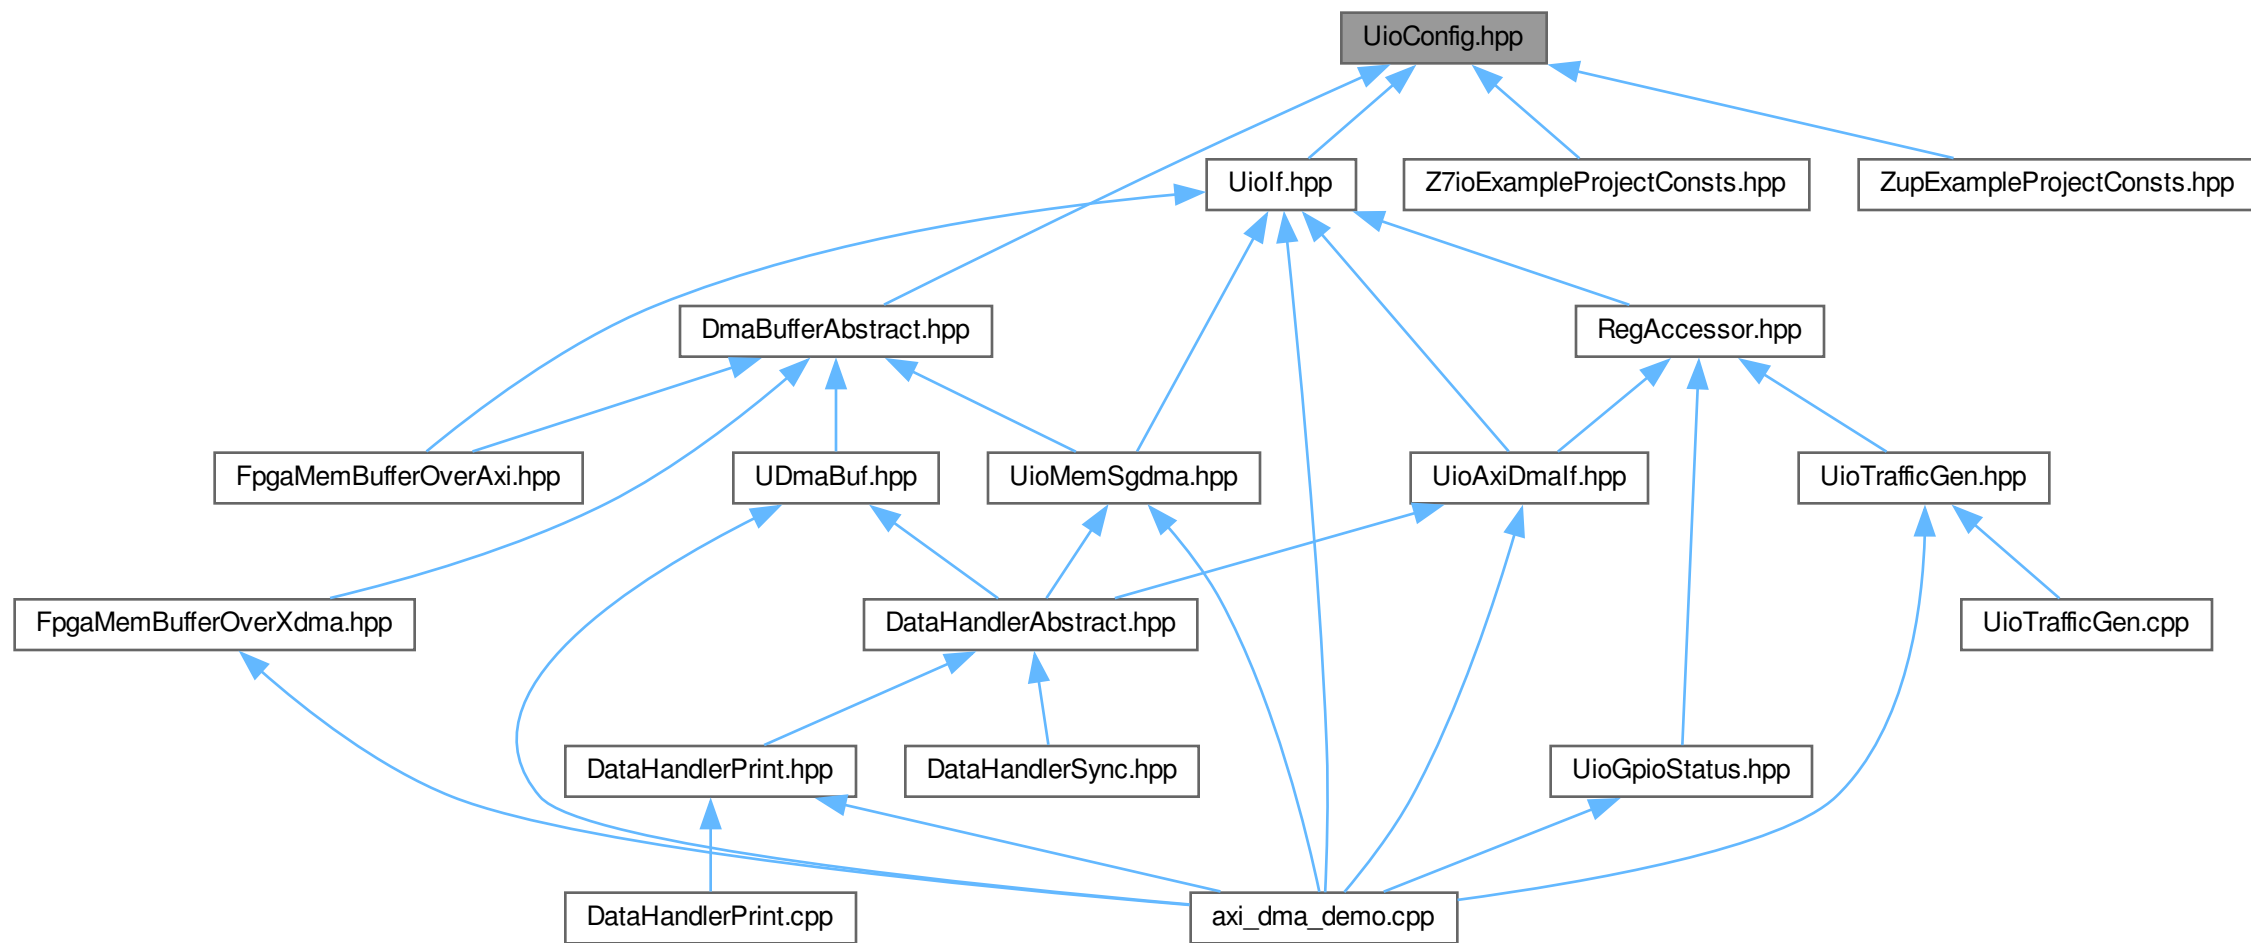 UioConfig.hpp
UioIf.hpp
Z7ioExampleProjectConsts.hpp
ZupExampleProjectConsts.hpp
DmaBufferAbstract.hpp
RegAccessor.hpp
FpgaMemBufferOverAxi.hpp
UDmaBuf.hpp
UioMemSgdma.hpp
UioAxiDmaIf.hpp
UioTrafficGen.hpp
FpgaMemBufferOverXdma.hpp
DataHandlerAbstract.hpp
UioTrafficGen.cpp
DataHandlerPrint.hpp
DataHandlerSync.hpp
UioGpioStatus.hpp
DataHandlerPrint.cpp
axi_dma_demo.cpp